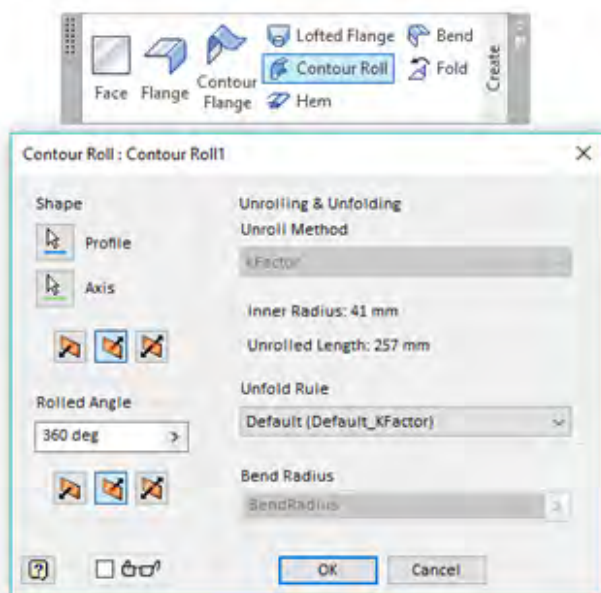 Lofted Flange Bend
Face Flange Contour Flange Contour Roll Fold Create
Hem
Contour Roll : Contour Roll1
Shape Unrolling & Unfolding
Profile Unroll Method
kFactor
Axis
Inner Radius: 41 mm
Unrolled Length: 257 mm
Rolled Angle Unfold Rule
360 deg Default (Default_KFactor)
Bend Radius
BendRadius
OK Cancel